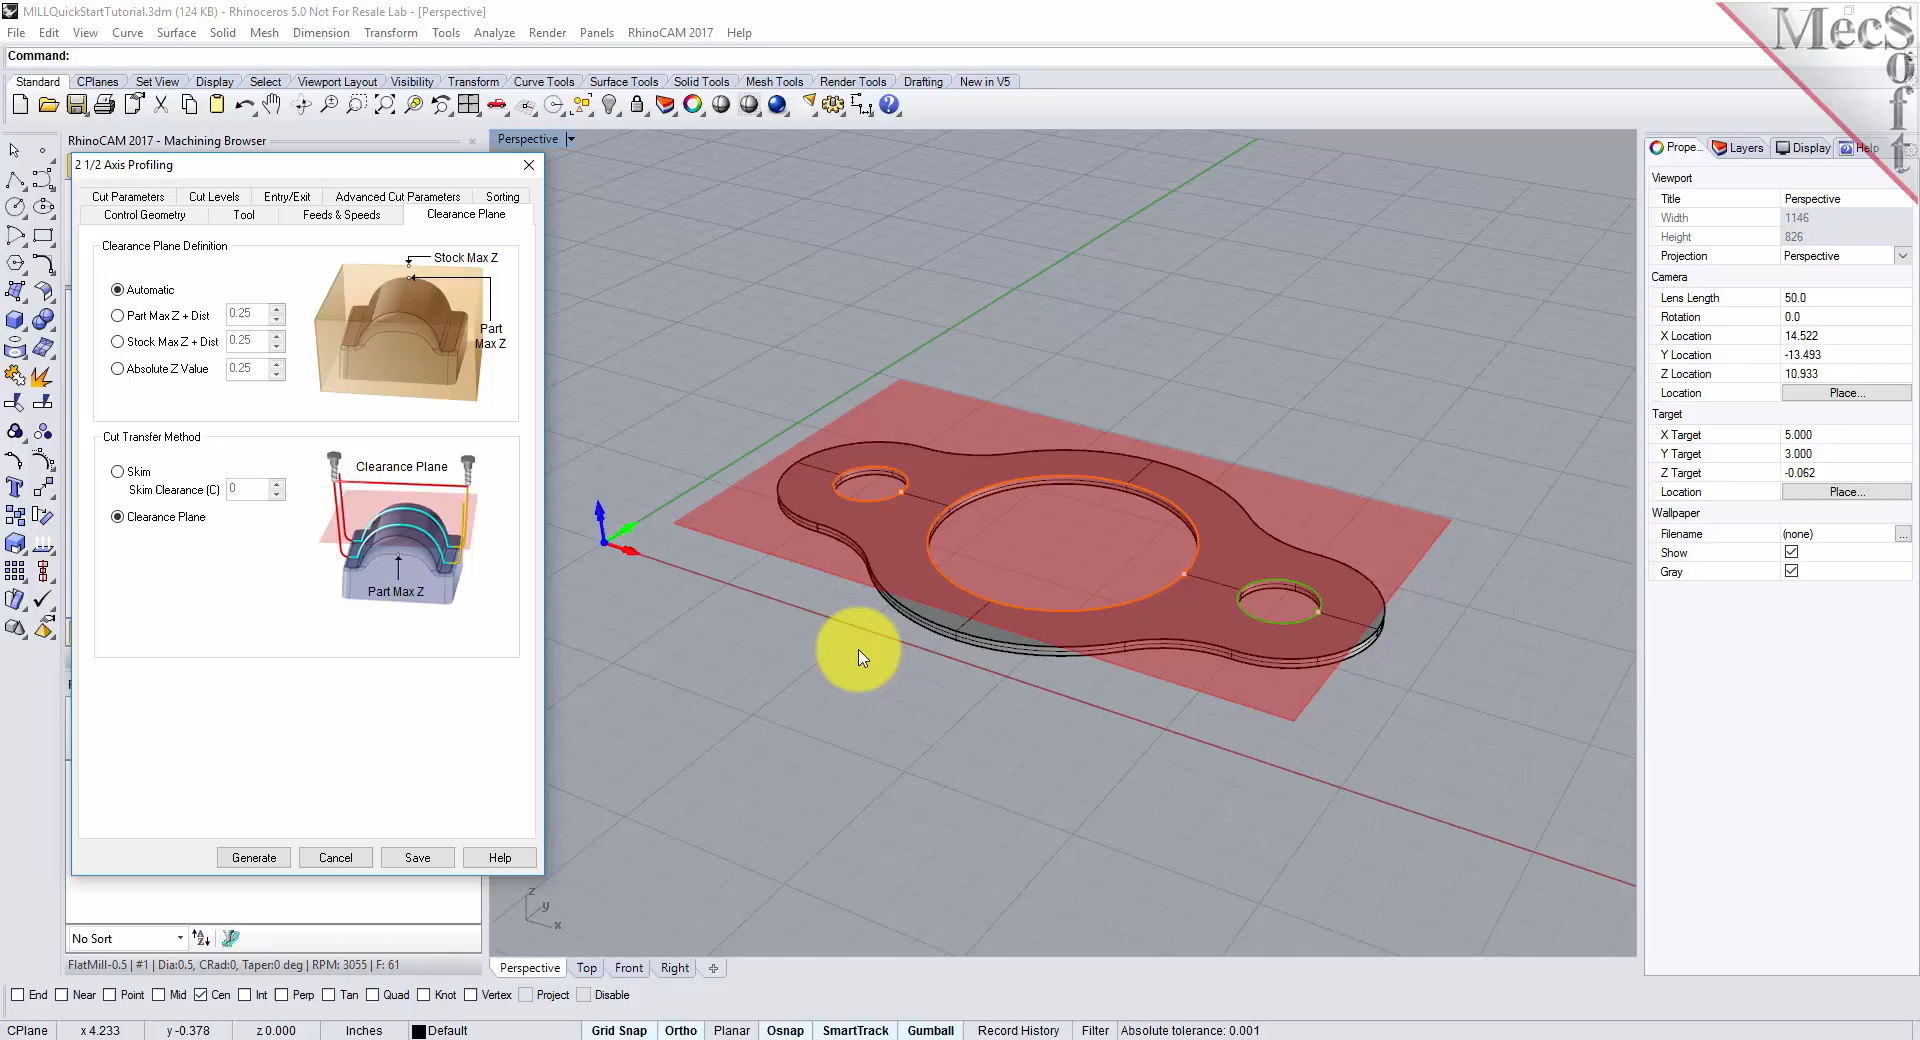 MILLQuickStartTutorial.3dm (124 KB) - Rhinoceros 5.0 Not For Resale Lab - [Perspective]
File Edit View Curve Surface Solid Mesh Dimension Transform Tools Analyze Render Panels RhinoCAM 2017 Help
Command:
Standard CPlanes Set View Display Select Viewport Layout Visibility Transform Curve Tools Surface Tools Solid Tools Mesh Tools Render Tools Drafting New in V5
MecSoft
RhinoCAM 2017 - Machining Browser
Perspective
2 1/2 Axis Profiling
Cut Parameters Cut Levels Entry/Exit Advanced Cut Parameters Sorting
Control Geometry Tool Feeds & Speeds Clearance Plane
Clearance Plane Definition
Automatic
Part Max Z + Dist 0.25
Stock Max Z + Dist 0.25
Absolute Z Value 0.25
Stock Max Z
Part
Max Z
Cut Transfer Method
Skim
Skim Clearance (C) 0
Clearance Plane
Clearance Plane
Part Max Z
Generate Cancel Save Help
No Sort
FlatMill-0.5 | #1 | Dia:0.5, CRad:0, Taper:0 deg | RPM: 3055 | F: 61
z
y
x
Perspective Top Front Right
Prope... Layers Display Help
Viewport
Title Perspective
Width 1146
Height 826
Projection Perspective
Camera
Lens Length 50.0
Rotation 0.0
X Location 14.522
Y Location -13.493
Z Location 10.933
Location Place...
Target
X Target 5.000
Y Target 3.000
Z Target -0.062
Location Place...
Wallpaper
Filename (none) ...
Show
Gray
End Near Point Mid Cen Int Perp Tan Quad Knot Vertex Project Disable
CPlane x 4.233 y -0.378 z 0.000 Inches Default Grid Snap Ortho Planar Osnap SmartTrack Gumball Record History Filter Absolute tolerance: 0.001